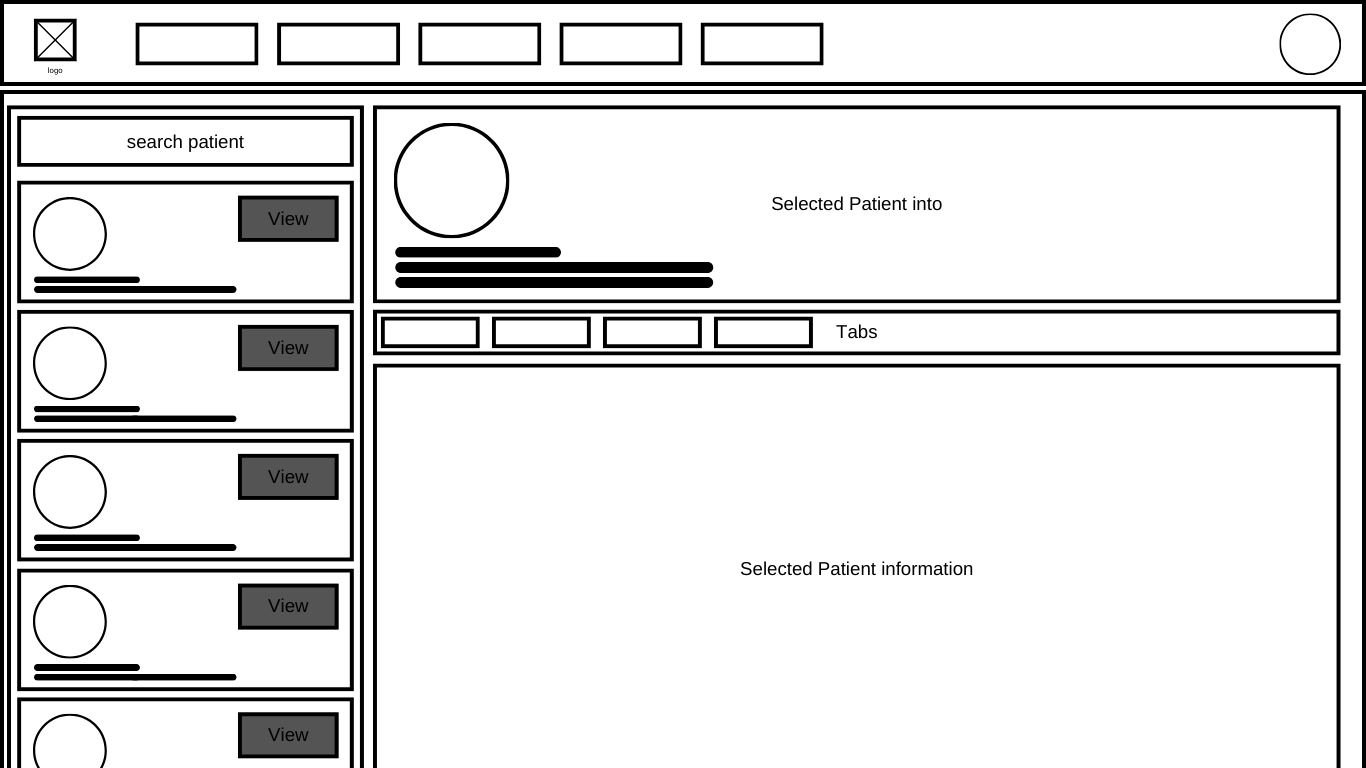 logo
search patient
View
View
View
View
View
Selected Patient into
Tabs
Selected Patient information